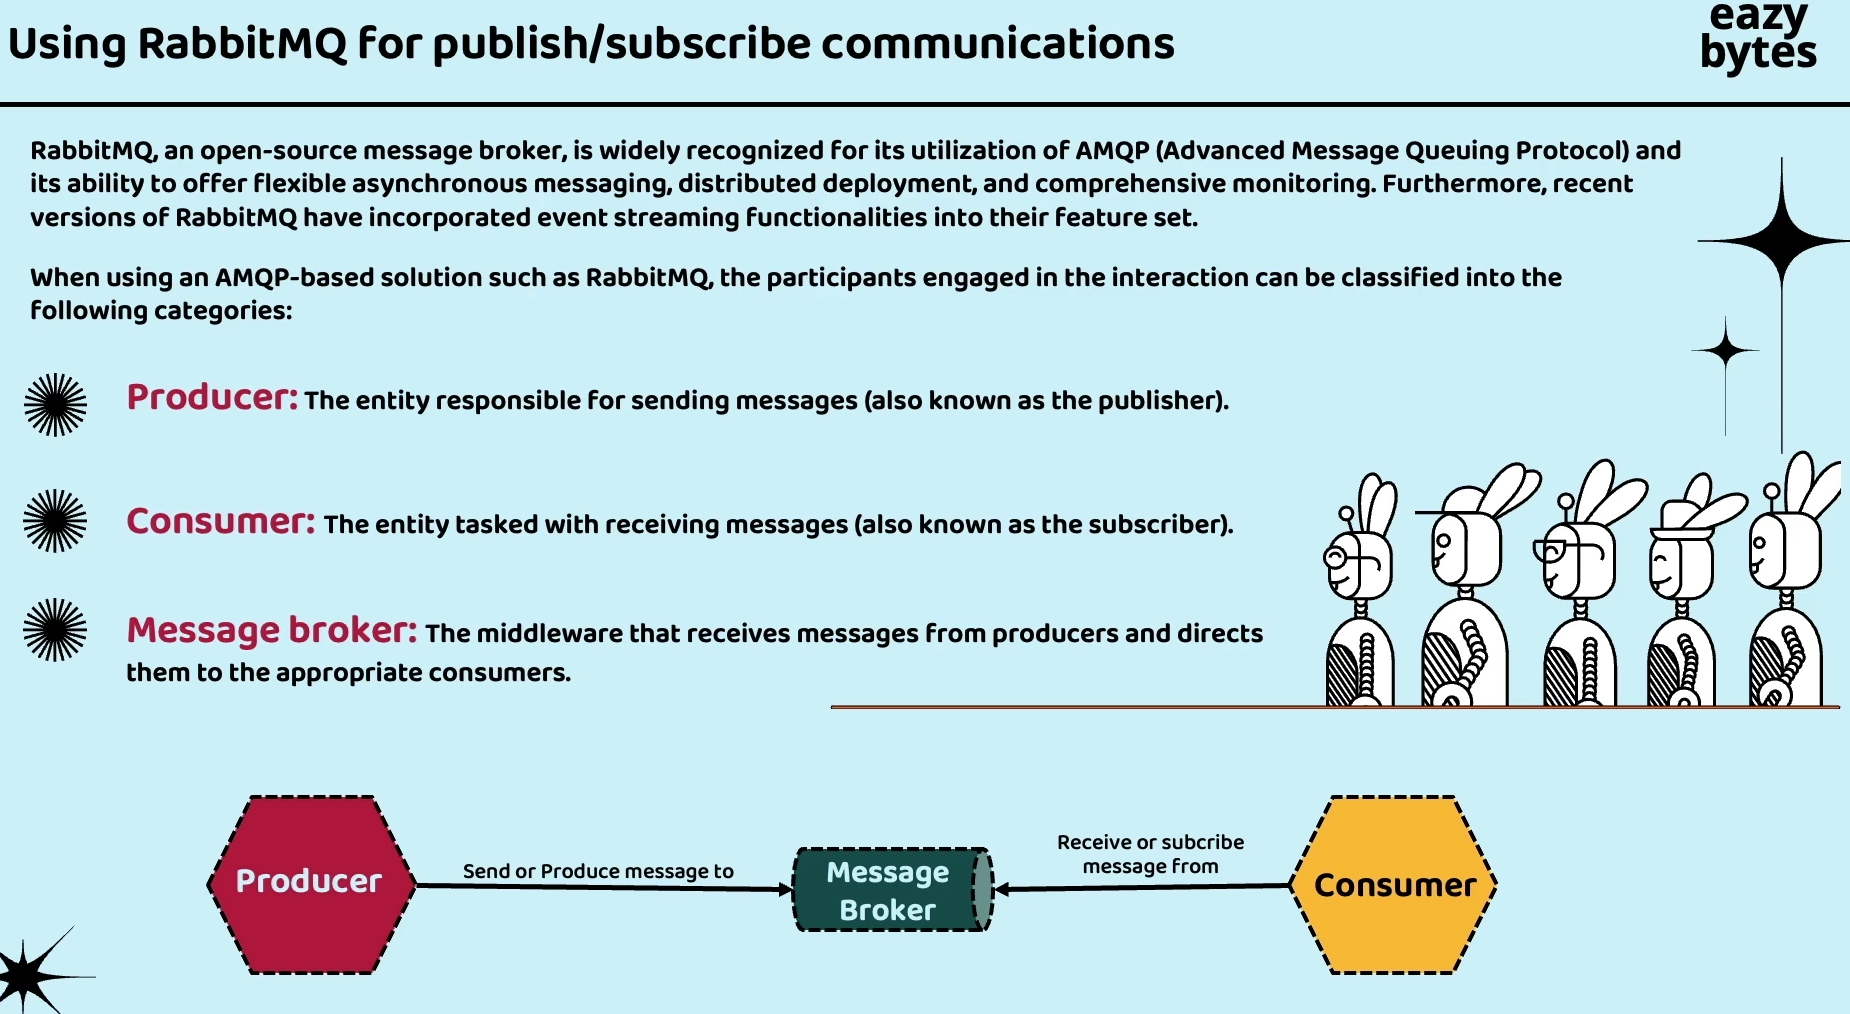 Using RabbitMQ for publish/subscribe communications
eazy
bytes
RabbitMQ, an open-source message broker, is widely recognized for its utilization of AMQP (Advanced Message Queuing Protocol) and
its ability to offer flexible asynchronous messaging, distributed deployment, and comprehensive monitoring. Furthermore, recent
versions of RabbitMQ have incorporated event streaming functionalities into their feature set.
When using an AMQP-based solution such as RabbitMQ, the participants engaged in the interaction can be classified into the
following categories:
Producer: The entity responsible for sending messages (also known as the publisher).
Consumer: The entity tasked with receiving messages (also known as the subscriber).
Message broker: The middleware that receives messages from producers and directs
them to the appropriate consumers.
Producer
Send or Produce message to
Message
Broker
Receive or subcribe
message from
Consumer